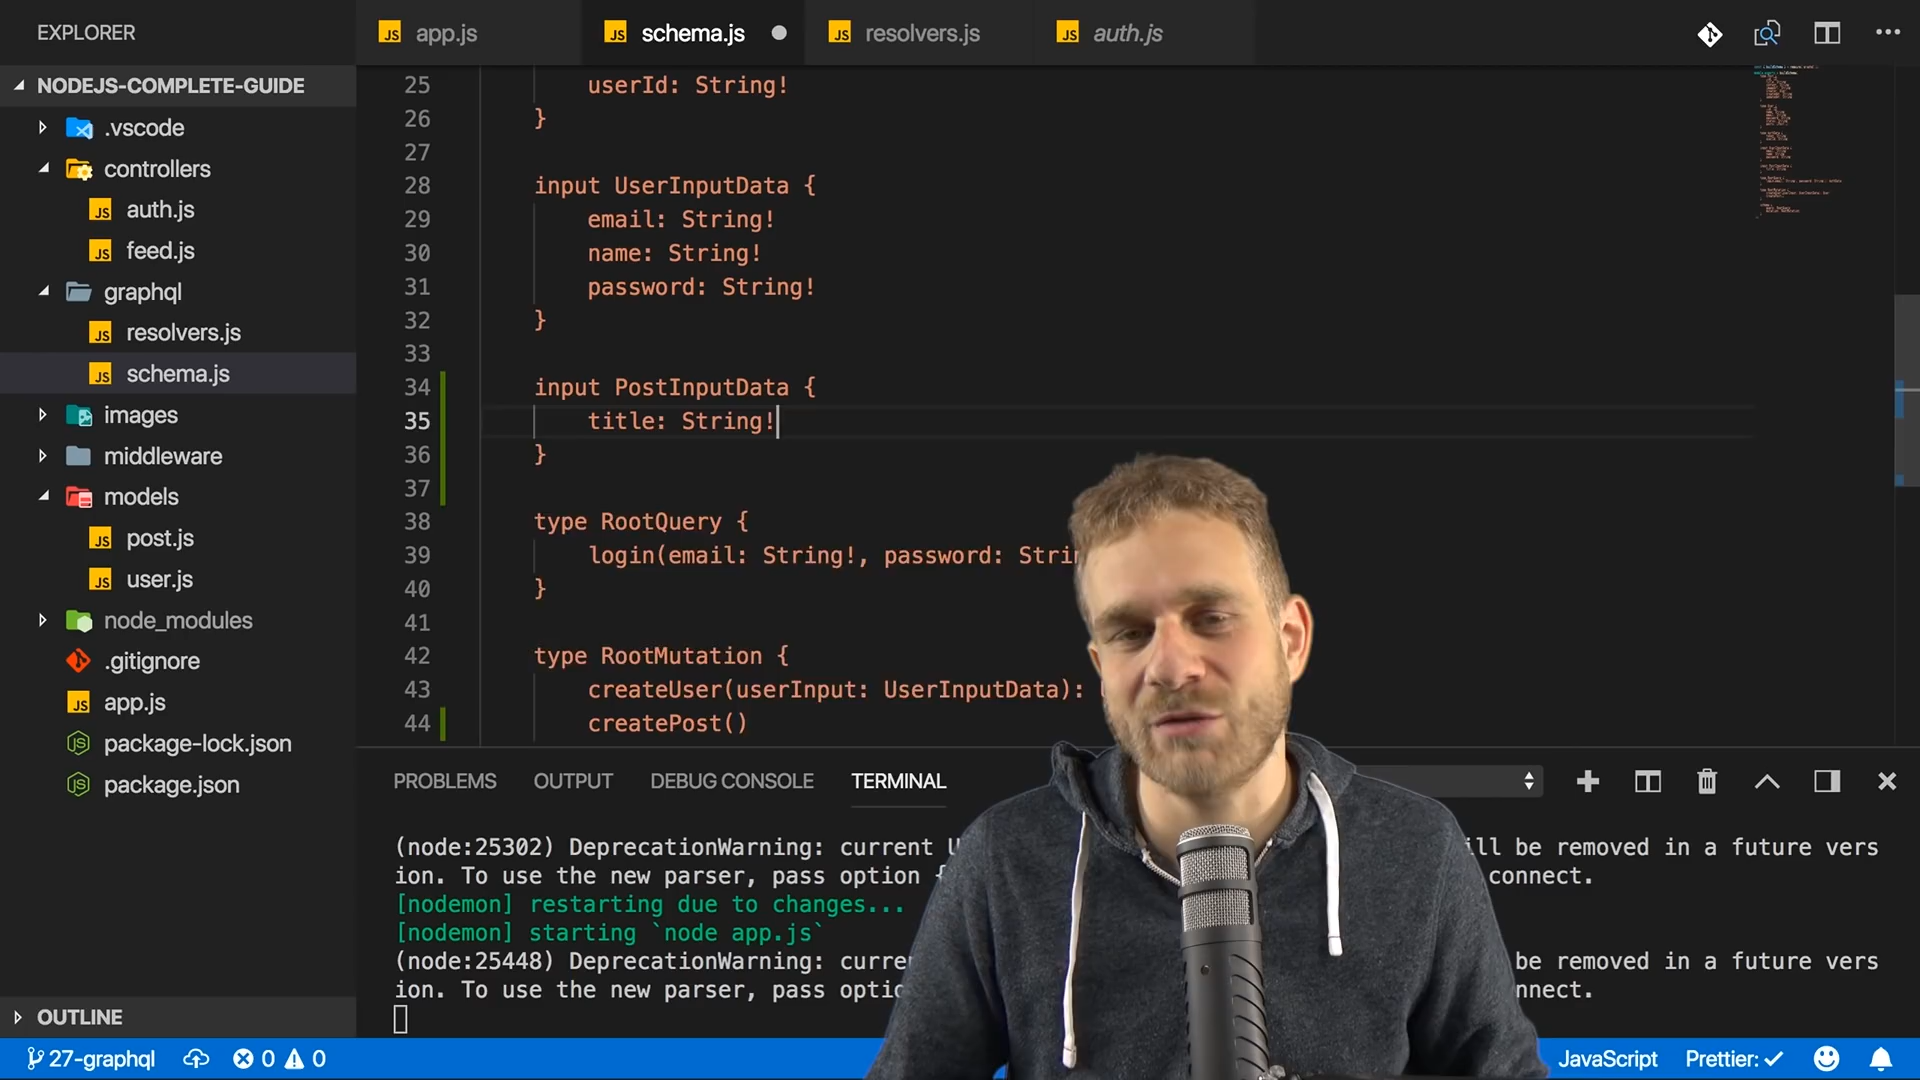 EXPLORER
app.js
schema.js
resolvers.js
auth.js
NODEJS-COMPLETE-GUIDE
.vscode
controllers
auth.js
feed.js
graphql
resolvers.js
schema.js
images
middleware
models
post.js
user.js
node_modules
.gitignore
app.js
package-lock.json
package.json
OUTLINE
25 userId: String!
26 }
27
28 input UserInputData {
29 email: String!
30 name: String!
31 password: String!
32 }
33
34 input PostInputData {
35 title: String!
36 }
37
38 type RootQuery {
39 login(email: String!, password: Strin
40 }
41
42 type RootMutation {
43 createUser(userInput: UserInputData):
44 createPost()
PROBLEMS OUTPUT DEBUG CONSOLE TERMINAL
(node:25302) DeprecationWarning: current U ill be removed in a future vers
ion. To use the new parser, pass option { connect.
[nodemon] restarting due to changes...
[nodemon] starting `node app.js`
(node:25448) DeprecationWarning: curre be removed in a future vers
ion. To use the new parser, pass optio nnect.
27-graphql 0 0 JavaScript Prettier: ✓